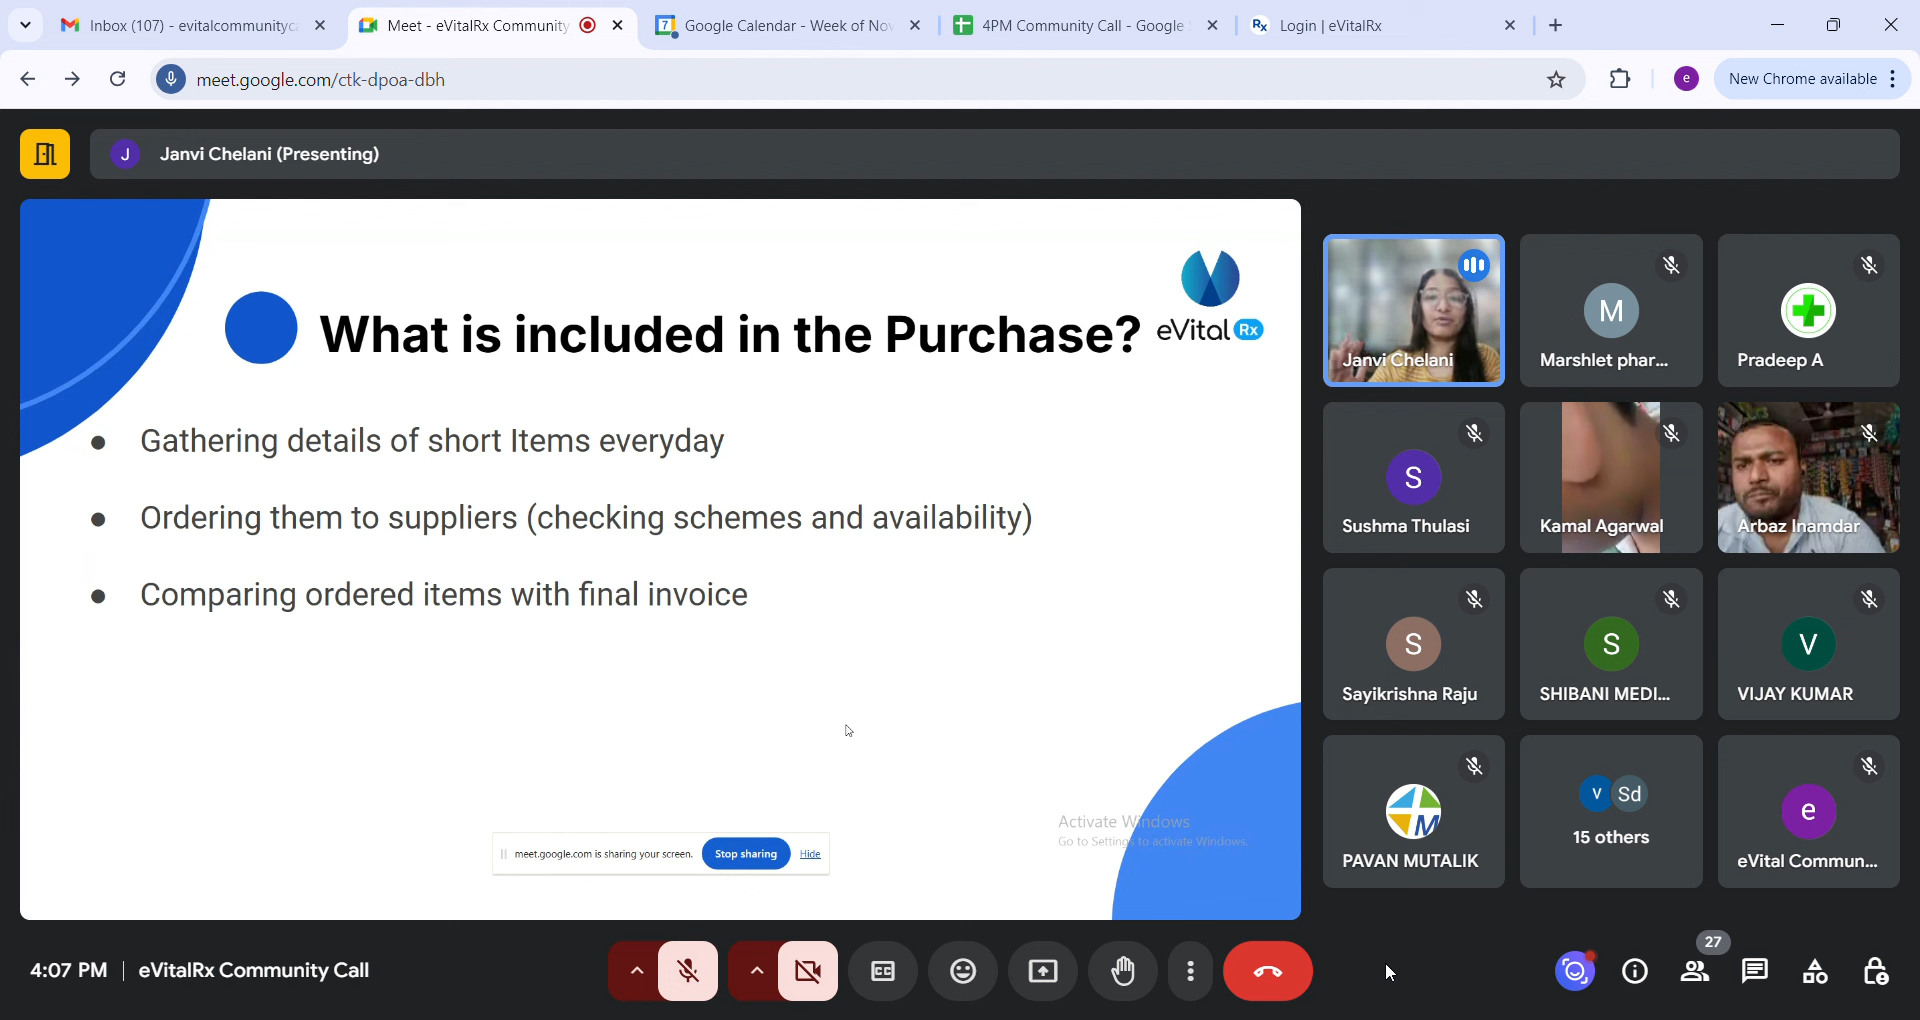 Inbox (107) - evitalcommunityca
Meet - eVitalRx Community
Google Calendar - Week of Nov
4PM Community Call - Google S
Login | eVitalRx
meet.google.com/ctk-dpoa-dbh
e
New Chrome available
J
Janvi Chelani (Presenting)
eVital Rx
What is included in the Purchase?
Gathering details of short Items everyday
Ordering them to suppliers (checking schemes and availability)
Comparing ordered items with final invoice
Activate Windows
Go to Settings to activate Windows.
meet.google.com is sharing your screen.
Stop sharing
Hide
Janvi Chelani
M
Marshlet phar...
Pradeep A
S
Sushma Thulasi
Kamal Agarwal
Arbaz Inamdar
S
Sayikrishna Raju
S
SHIBANI MEDI...
V
VIJAY KUMAR
M
PAVAN MUTALIK
V Sd
15 others
e
eVital Commun...
4:07 PM | eVitalRx Community Call
27